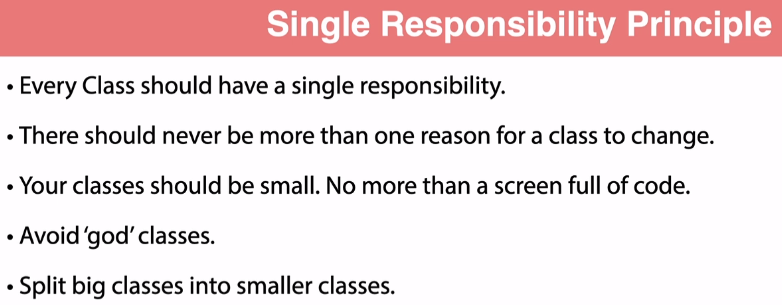 Single Responsibility Principle
• Every Class should have a single responsibility.
• There should never be more than one reason for a class to change.
• Your classes should be small. No more than a screen full of code.
• Avoid ‘god’ classes.
• Split big classes into smaller classes.